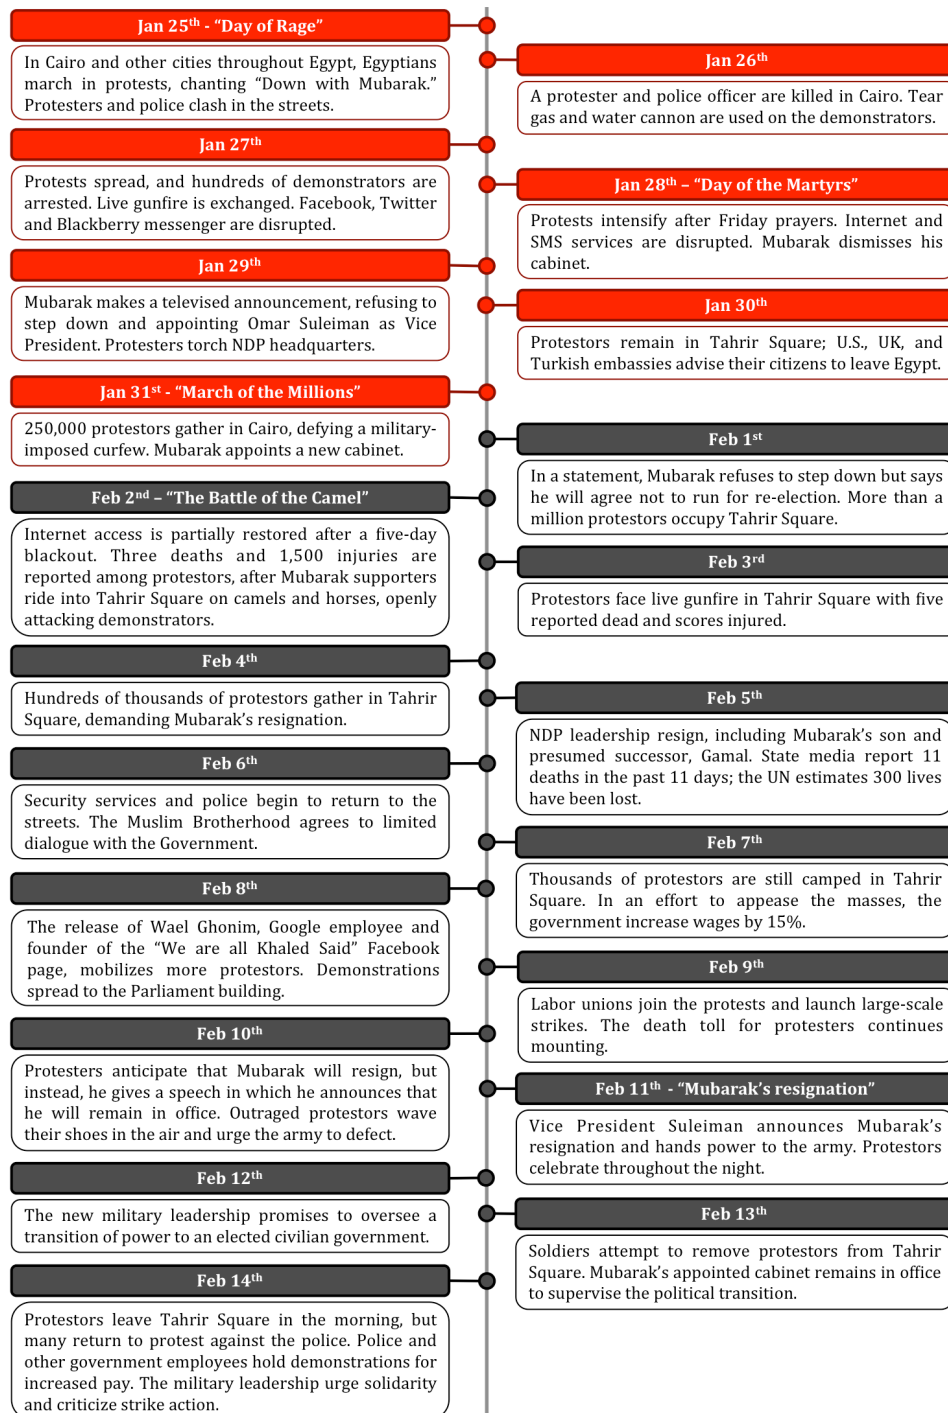 Jan 25th - “Day of Rage”
In Cairo and other cities throughout Egypt, Egyptians
march in protests, chanting “Down with Mubarak.”
Protesters and police clash in the streets.
Jan 26th
A protester and police officer are killed in Cairo. Tear
gas and water cannon are used on the demonstrators.
Jan 27th
Protests spread, and hundreds of demonstrators are
arrested. Live gunfire is exchanged. Facebook, Twitter
and Blackberry messenger are disrupted.
Jan 28th – “Day of the Martyrs”
Protests intensify after Friday prayers. Internet and
SMS services are disrupted. Mubarak dismisses his
cabinet.
Jan 29th
Mubarak makes a televised announcement, refusing to
step down and appointing Omar Suleiman as Vice
President. Protesters torch NDP headquarters.
Jan 30th
Protestors remain in Tahrir Square; U.S., UK, and
Turkish embassies advise their citizens to leave Egypt.
Jan 31st - “March of the Millions”
250,000 protestors gather in Cairo, defying a military-
imposed curfew. Mubarak appoints a new cabinet.
Feb 1st
In a statement, Mubarak refuses to step down but says
he will agree not to run for re-election. More than a
million protestors occupy Tahrir Square.
Feb 2nd – “The Battle of the Camel”
Internet access is partially restored after a five-day
blackout. Three deaths and 1,500 injuries are
reported among protestors, after Mubarak supporters
ride into Tahrir Square on camels and horses, openly
attacking demonstrators.
Feb 3rd
Protestors face live gunfire in Tahrir Square with five
reported dead and scores injured.
Feb 4th
Hundreds of thousands of protestors gather in Tahrir
Square, demanding Mubarak’s resignation.
Feb 5th
NDP leadership resign, including Mubarak’s son and
presumed successor, Gamal. State media report 11
deaths in the past 11 days; the UN estimates 300 lives
have been lost.
Feb 6th
Security services and police begin to return to the
streets. The Muslim Brotherhood agrees to limited
dialogue with the Government.
Feb 7th
Thousands of protestors are still camped in Tahrir
Square. In an effort to appease the masses, the
government increase wages by 15%.
Feb 8th
The release of Wael Ghonim, Google employee and
founder of the “We are all Khaled Said” Facebook
page, mobilizes more protestors. Demonstrations
spread to the Parliament building.
Feb 9th
Labor unions join the protests and launch large-scale
strikes. The death toll for protesters continues
mounting.
Feb 10th
Protesters anticipate that Mubarak will resign, but
instead, he gives a speech in which he announces that
he will remain in office. Outraged protestors wave
their shoes in the air and urge the army to defect.
Feb 11th - “Mubarak’s resignation”
Vice President Suleiman announces Mubarak’s
resignation and hands power to the army. Protestors
celebrate throughout the night.
Feb 12th
The new military leadership promises to oversee a
transition of power to an elected civilian government.
Feb 13th
Soldiers attempt to remove protestors from Tahrir
Square. Mubarak’s appointed cabinet remains in office
to supervise the political transition.
Feb 14th
Protestors leave Tahrir Square in the morning, but
many return to protest against the police. Police and
other government employees hold demonstrations for
increased pay. The military leadership urge solidarity
and criticize strike action.